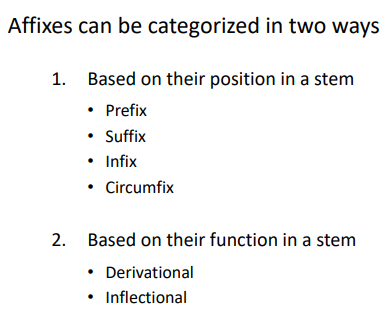 Affixes can be categorized in two ways
1. Based on their position in a stem
• Prefix
• Suffix
• Infix
• Circumfix
2. Based on their function in a stem
• Derivational
• Inflectional